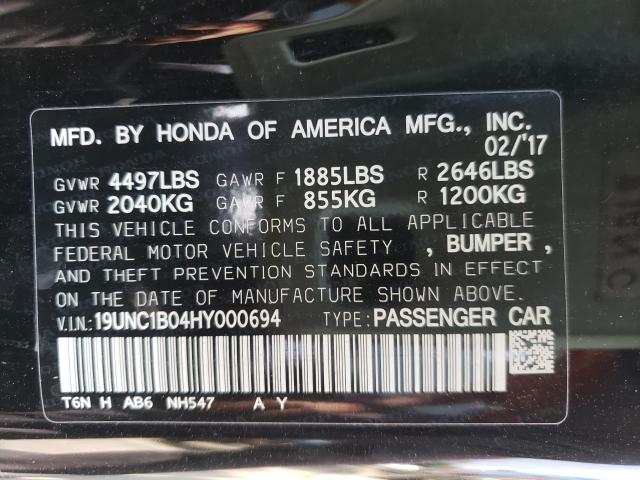 MFD. BY HONDA OF AMERICA MFG., INC.
02/'17
GVWR 4497LBS GAWR F 1885LBS R 2646LBS
GVWR 2040KG GAWR F 855KG R 1200KG
THIS VEHICLE CONFORMS TO ALL APPLICABLE
FEDERAL MOTOR VEHICLE SAFETY , BUMPER ,
AND THEFT PREVENTION STANDARDS IN EFFECT
ON THE DATE OF MANUFACTURE SHOWN ABOVE.
V.I.N.: 19UNC1B04HY000694 TYPE: PASSENGER CAR
T6N H AB6 NH547 A Y